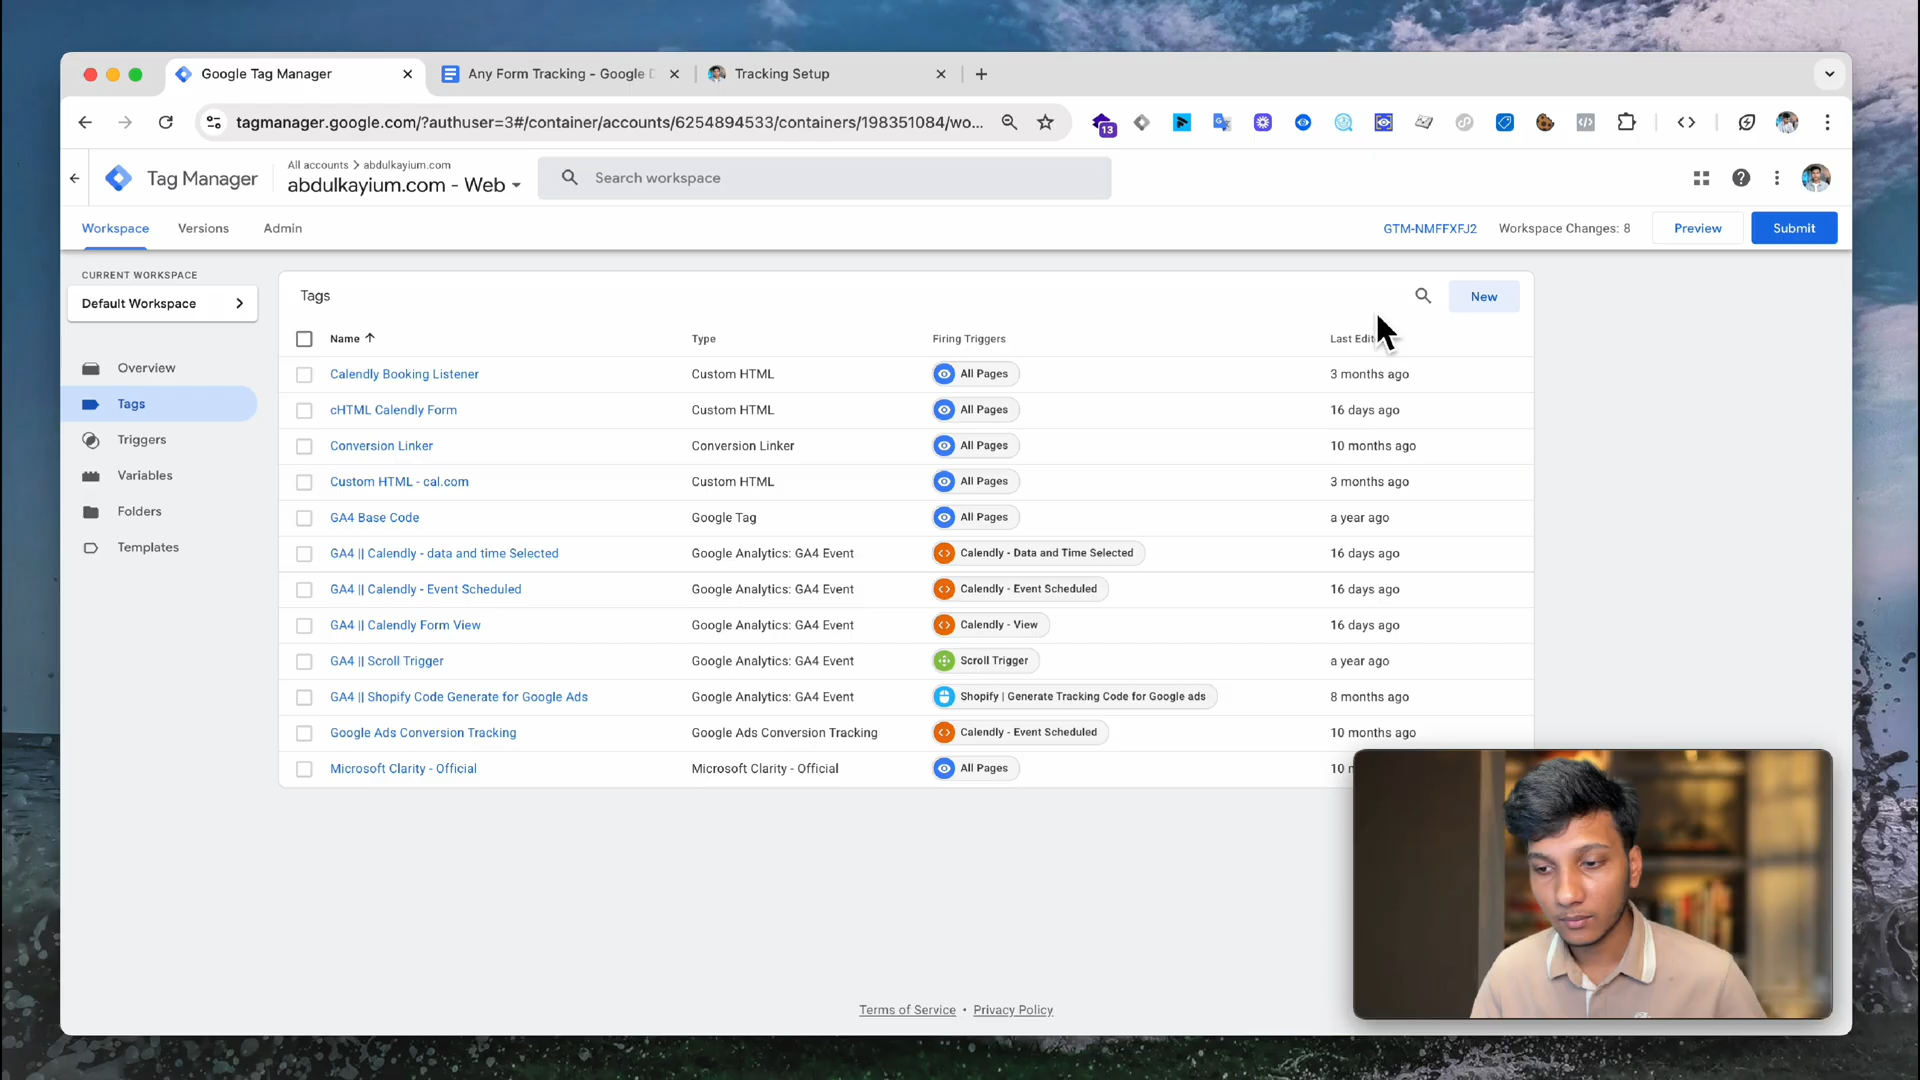 Google Tag Manager
Any Form Tracking - Google
Tracking Setup
tagmanager.google.com/?authuser=3#/container/accounts/6254894533/containers/198351084/wo...
13
Tag Manager
All accounts > abdulkayium.com
abdulkayium.com - Web
Search workspace
Workspace
Versions
Admin
GTM-NMFFXFJ2
Workspace Changes: 8
Preview
Submit
CURRENT WORKSPACE
Default Workspace
Overview
Tags
Triggers
Variables
Folders
Templates
Tags
New
Name Type Firing Triggers Last
Calendly Booking Listener Custom HTML All Pages 3 months ago
cHTML Calendly Form Custom HTML All Pages 16 days ago
Conversion Linker Conversion Linker All Pages 10 months ago
Custom HTML - cal.com Custom HTML All Pages 3 months ago
GA4 Base Code Google Tag All Pages a year ago
GA4 || Calendly - data and time Selected Google Analytics: GA4 Event Calendly - Data and Time Selected 16 days ago
GA4 || Calendly - Event Scheduled Google Analytics: GA4 Event Calendly - Event Scheduled 16 days ago
GA4 || Calendly Form View Google Analytics: GA4 Event Calendly - View 16 days ago
GA4 || Scroll Trigger Google Analytics: GA4 Event Scroll Trigger a year ago
GA4 || Shopify Code Generate for Google Ads Google Analytics: GA4 Event Shopify | Generate Tracking Code for Google ads 8 months ago
Google Ads Conversion Tracking Google Ads Conversion Tracking Calendly - Event Scheduled 10 months ago
Microsoft Clarity - Official Microsoft Clarity - Official All Pages 10
Terms of Service • Privacy Policy